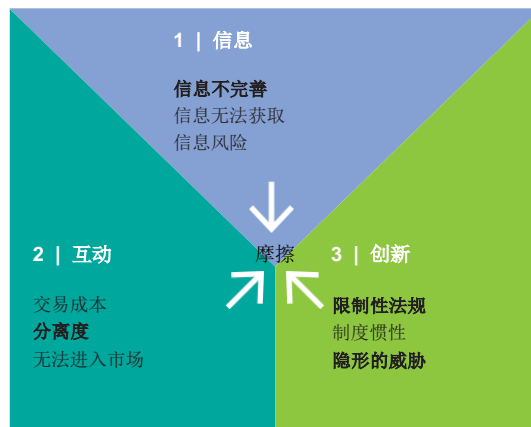 1 | 信息
信息不完善
信息无法获取
信息风险
摩擦
2 | 互动
交易成本
分离度
无法进入市场
3 | 创新
限制性法规
制度惯性
隐形的威胁